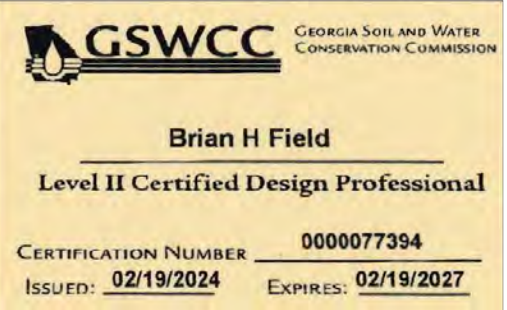 GSWCC
GEORGIA SOIL AND WATER
CONSERVATION COMMISSION
Brian H Field
Level II Certified Design Professional
CERTIFICATION NUMBER 0000077394
ISSUED: 02/19/2024 EXPIRES: 02/19/2027